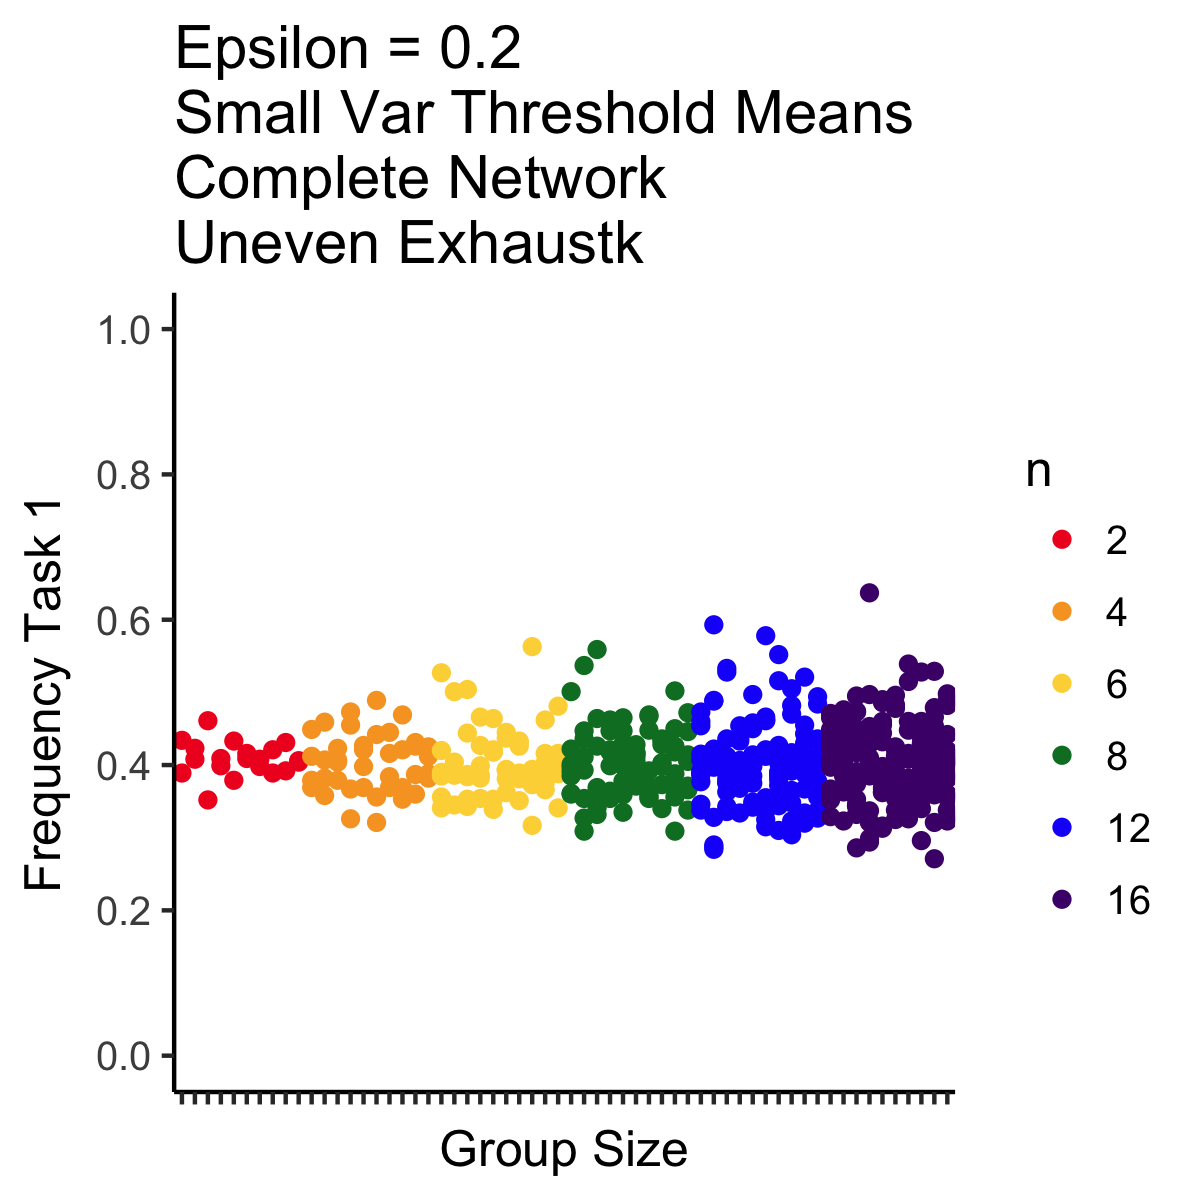 Epsilon = 0.2
Small Var Threshold Means
Complete Network
Uneven Exhaustk
1.0
0.8
0.6
0.4
0.2
0.0
Frequency Task 1
Group Size
n
2
4
6
8
12
16